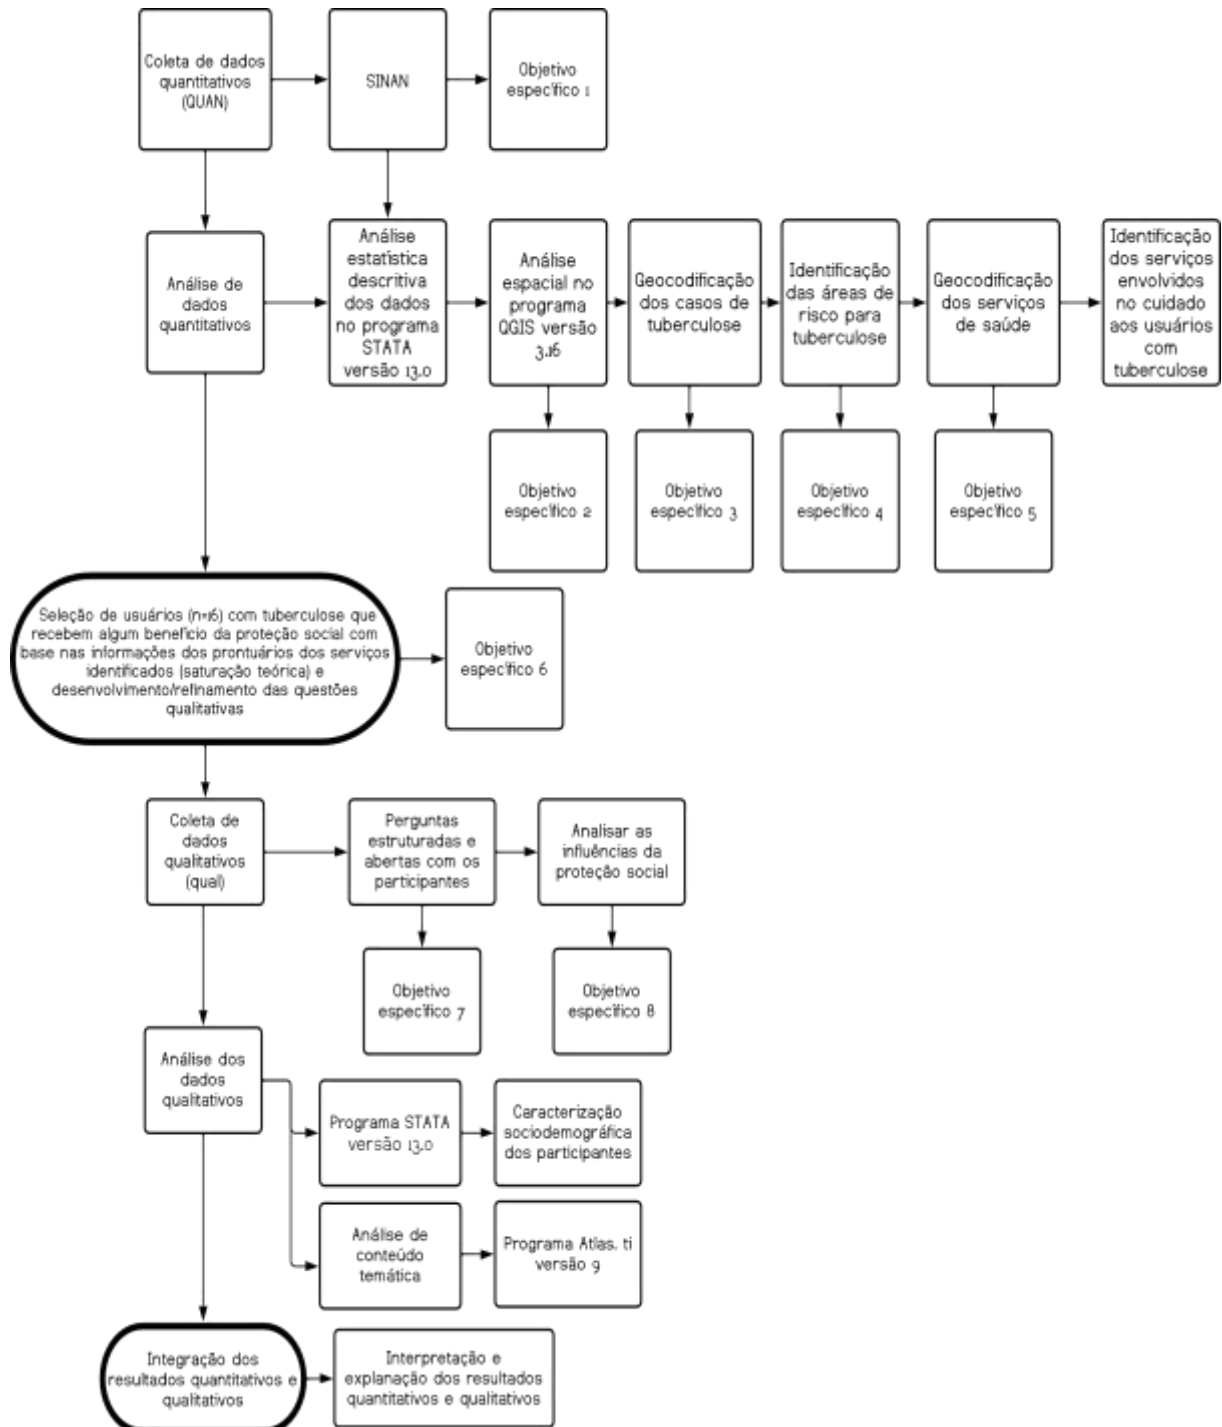 Coleta de dados
quantitativos
(QUAN)
SINAN
Objetivo
específico 1
Análise de
dados
quantitativos
Análise
estatística
descritiva
dos dados
no programa
STATA
versão 13.0
Análise
espacial no
programa
QGIS versão
3.16
Geocodificação
dos casos de
tuberculose
Identificação
das áreas de
risco para
tuberculose
Geocodificação
dos serviços
de saúde
Identificação
dos serviços
envolvidos
no cuidado
aos usuários
com
tuberculose
Objetivo
específico 2
Objetivo
específico 3
Objetivo
específico 4
Objetivo
específico 5
Seleção de usuários (n=16) com tuberculose que
recebem algum benefício da proteção social com
base nas informações dos prontuários dos serviços
identificados (saturação teórica) e
desenvolvimento/refinamento das questões
qualitativas
Objetivo
específico 6
Coleta de
dados
qualitativos
(qual)
Perguntas
estruturadas e
abertas com os
participantes
Analisar as
influências da
proteção social
Objetivo
específico 7
Objetivo
específico 8
Análise dos
dados
qualitativos
Programa STATA
versão 13.0
Caracterização
sociodemográfica
dos participantes
Análise de
conteúdo
temática
Programa Atlas. ti
versão 9
Integração dos
resultados quantitativos e
qualitativos
Interpretação e
explanação dos resultados
quantitativos e qualitativos